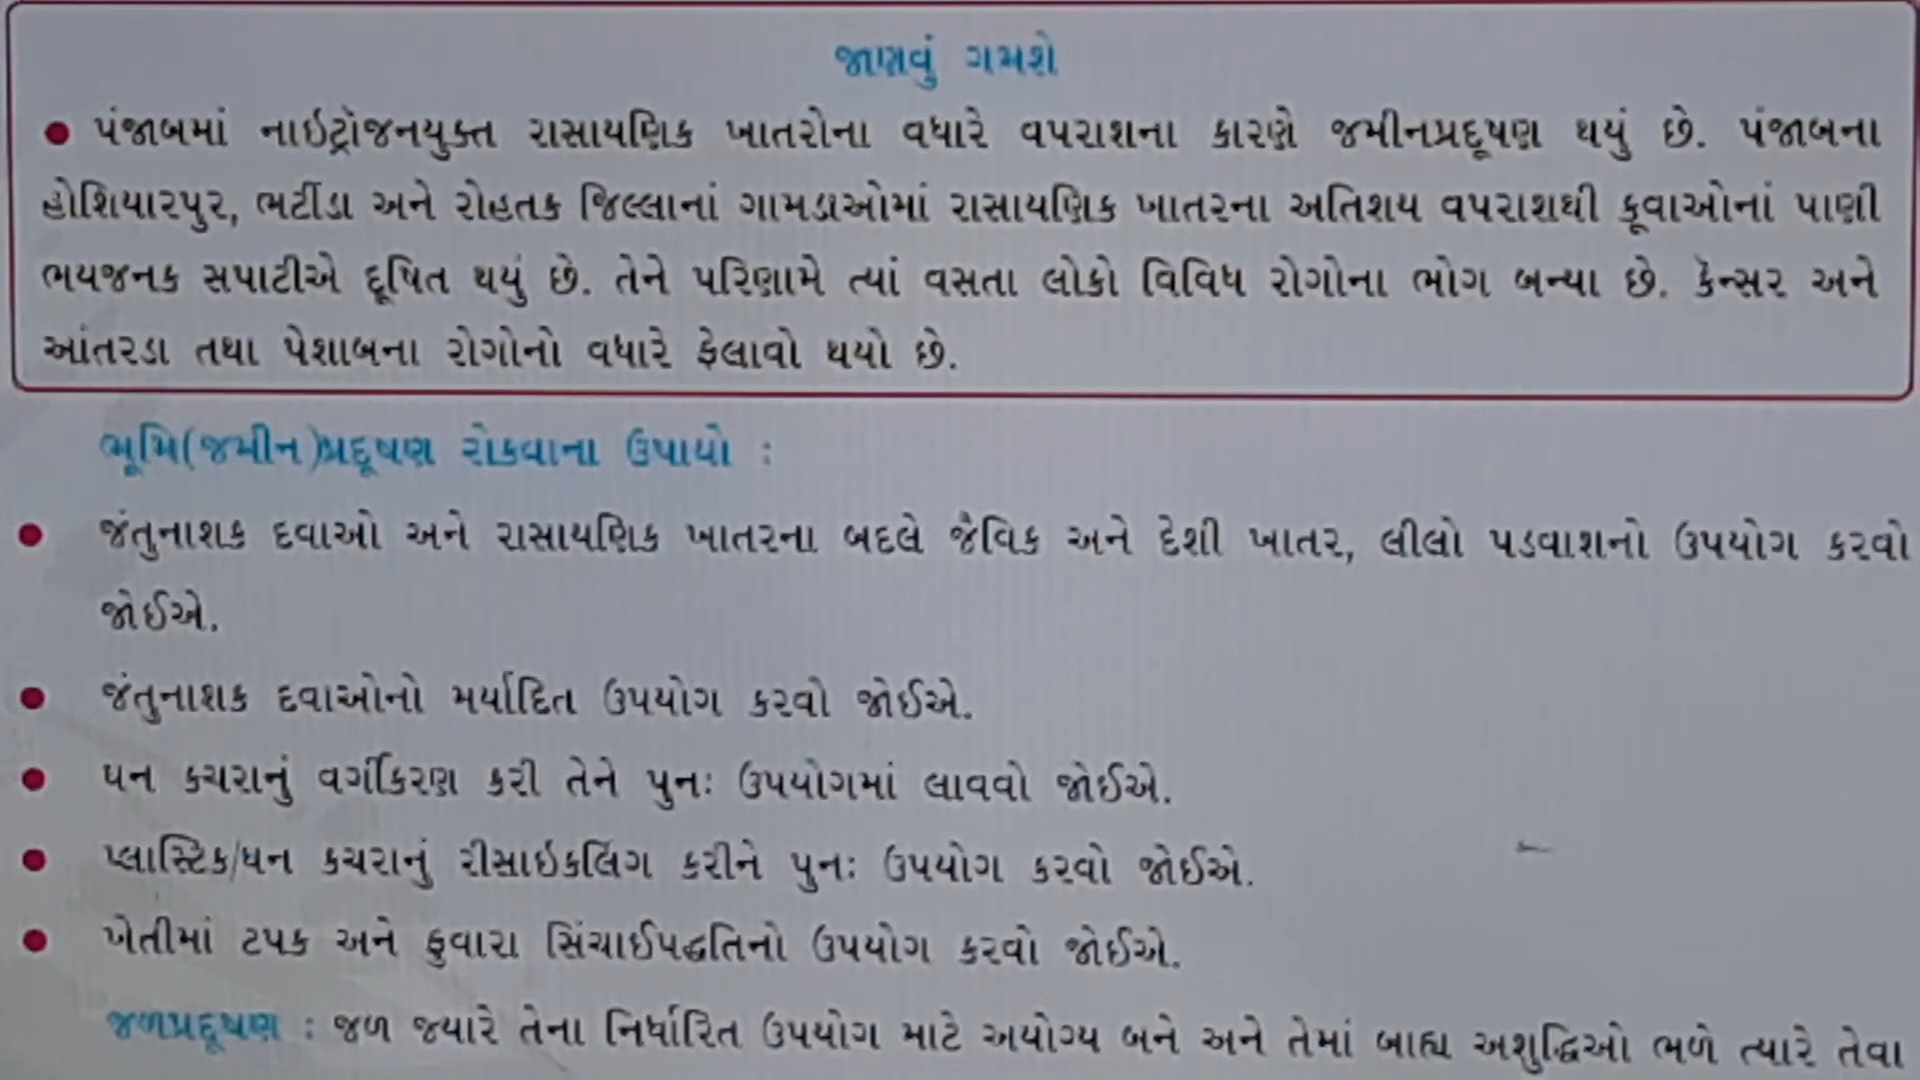 જાણવું ગમશે
● પંજાબમાં નાઇટ્રૉજનયુક્ત રાસાયણિક ખાતરોના વધારે વપરાશના કારણે જમીનપ્રદૂષણ થયું છે. પંજાબના
હોશિયારપુર, ભટીંડા અને રોહતક જિલ્લાનાં ગામડાઓમાં રાસાયણિક ખાતરના અતિશય વપરાશથી કૂવાઓનાં પાણી
ભયજનક સપાટીએ દૂષિત થયું છે. તેને પરિણામે ત્યાં વસતા લોકો વિવિધ રોગોના ભોગ બન્યા છે. કૅન્સર અને
આંતરડા તથા પેશાબના રોગોનો વધારે ફેલાવો થયો છે.
ભૂમિ(જમીન)પ્રદૂષણ રોકવાના ઉપાયો :
● જંતુનાશક દવાઓ અને રાસાયણિક ખાતરના બદલે જૈવિક અને દેશી ખાતર, લીલો પડવાશનો ઉપયોગ કરવો
જોઈએ.
● જંતુનાશક દવાઓનો મર્યાદિત ઉપયોગ કરવો જોઈએ.
● ઘન કચરાનું વર્ગીકરણ કરી તેને પુનઃ ઉપયોગમાં લાવવો જોઈએ.
● પ્લાસ્ટિક/ઘન કચરાનું રીસાઇકલિંગ કરીને પુનઃ ઉપયોગ કરવો જોઈએ.
● ખેતીમાં ટપક અને ફુવારા સિંચાઈપદ્ધતિનો ઉપયોગ કરવો જોઈએ.
જળપ્રદૂષણ : જળ જ્યારે તેના નિર્ધારિત ઉપયોગ માટે અયોગ્ય બને અને તેમાં બાહ્ય અશુદ્ધિઓ ભળે ત્યારે તેવા